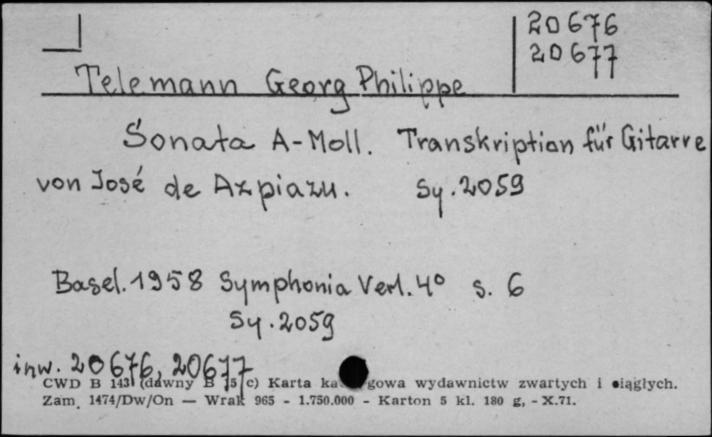 20676
20677
Telemann Georg Philippe
Sonata A-Moll. Transkription für Gitarre
von José de Azpiazu. Sy.2059
Basel.1958 Symphonia Verl. 4° s. 6
Sy.2059
inw. 20676, 20677
CWD B 143 (dawny B 15 c) Karta gowa wydawnictw zwartych i ciągłych.
Zam. 1474/Dw/On — Wrak 965 - 1.750.000 - Karton 5 kl. 180 g, - X.71.